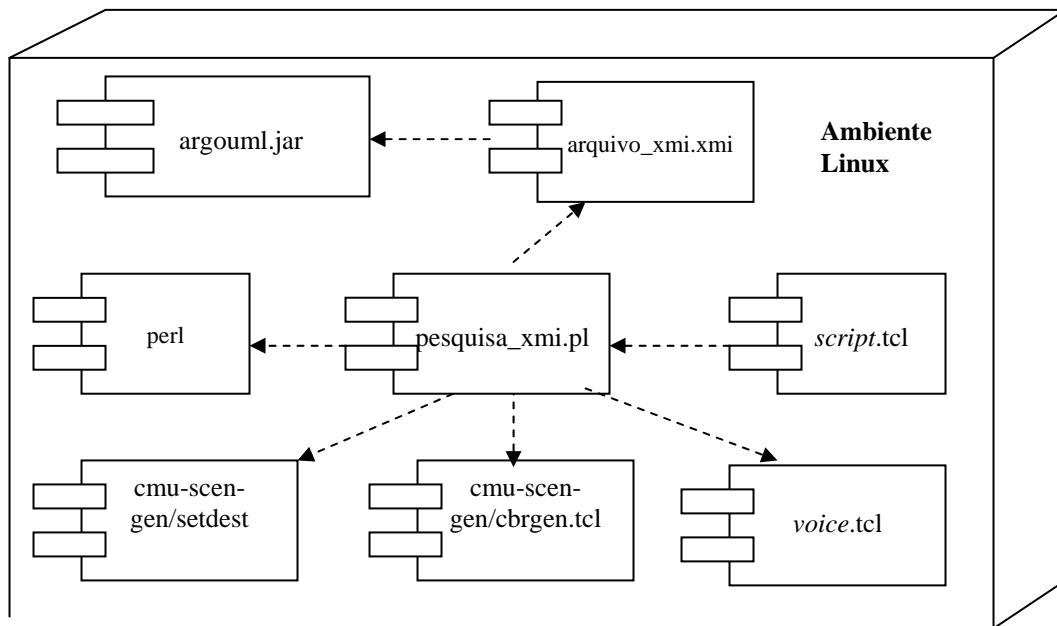 argouml.jar
arquivo_xmi.xmi
Ambiente
Linux
perl
pesquisa_xmi.pl
script.tcl
cmu-scen-
gen/setdest
cmu-scen-
gen/cbrgen.tcl
voice.tcl